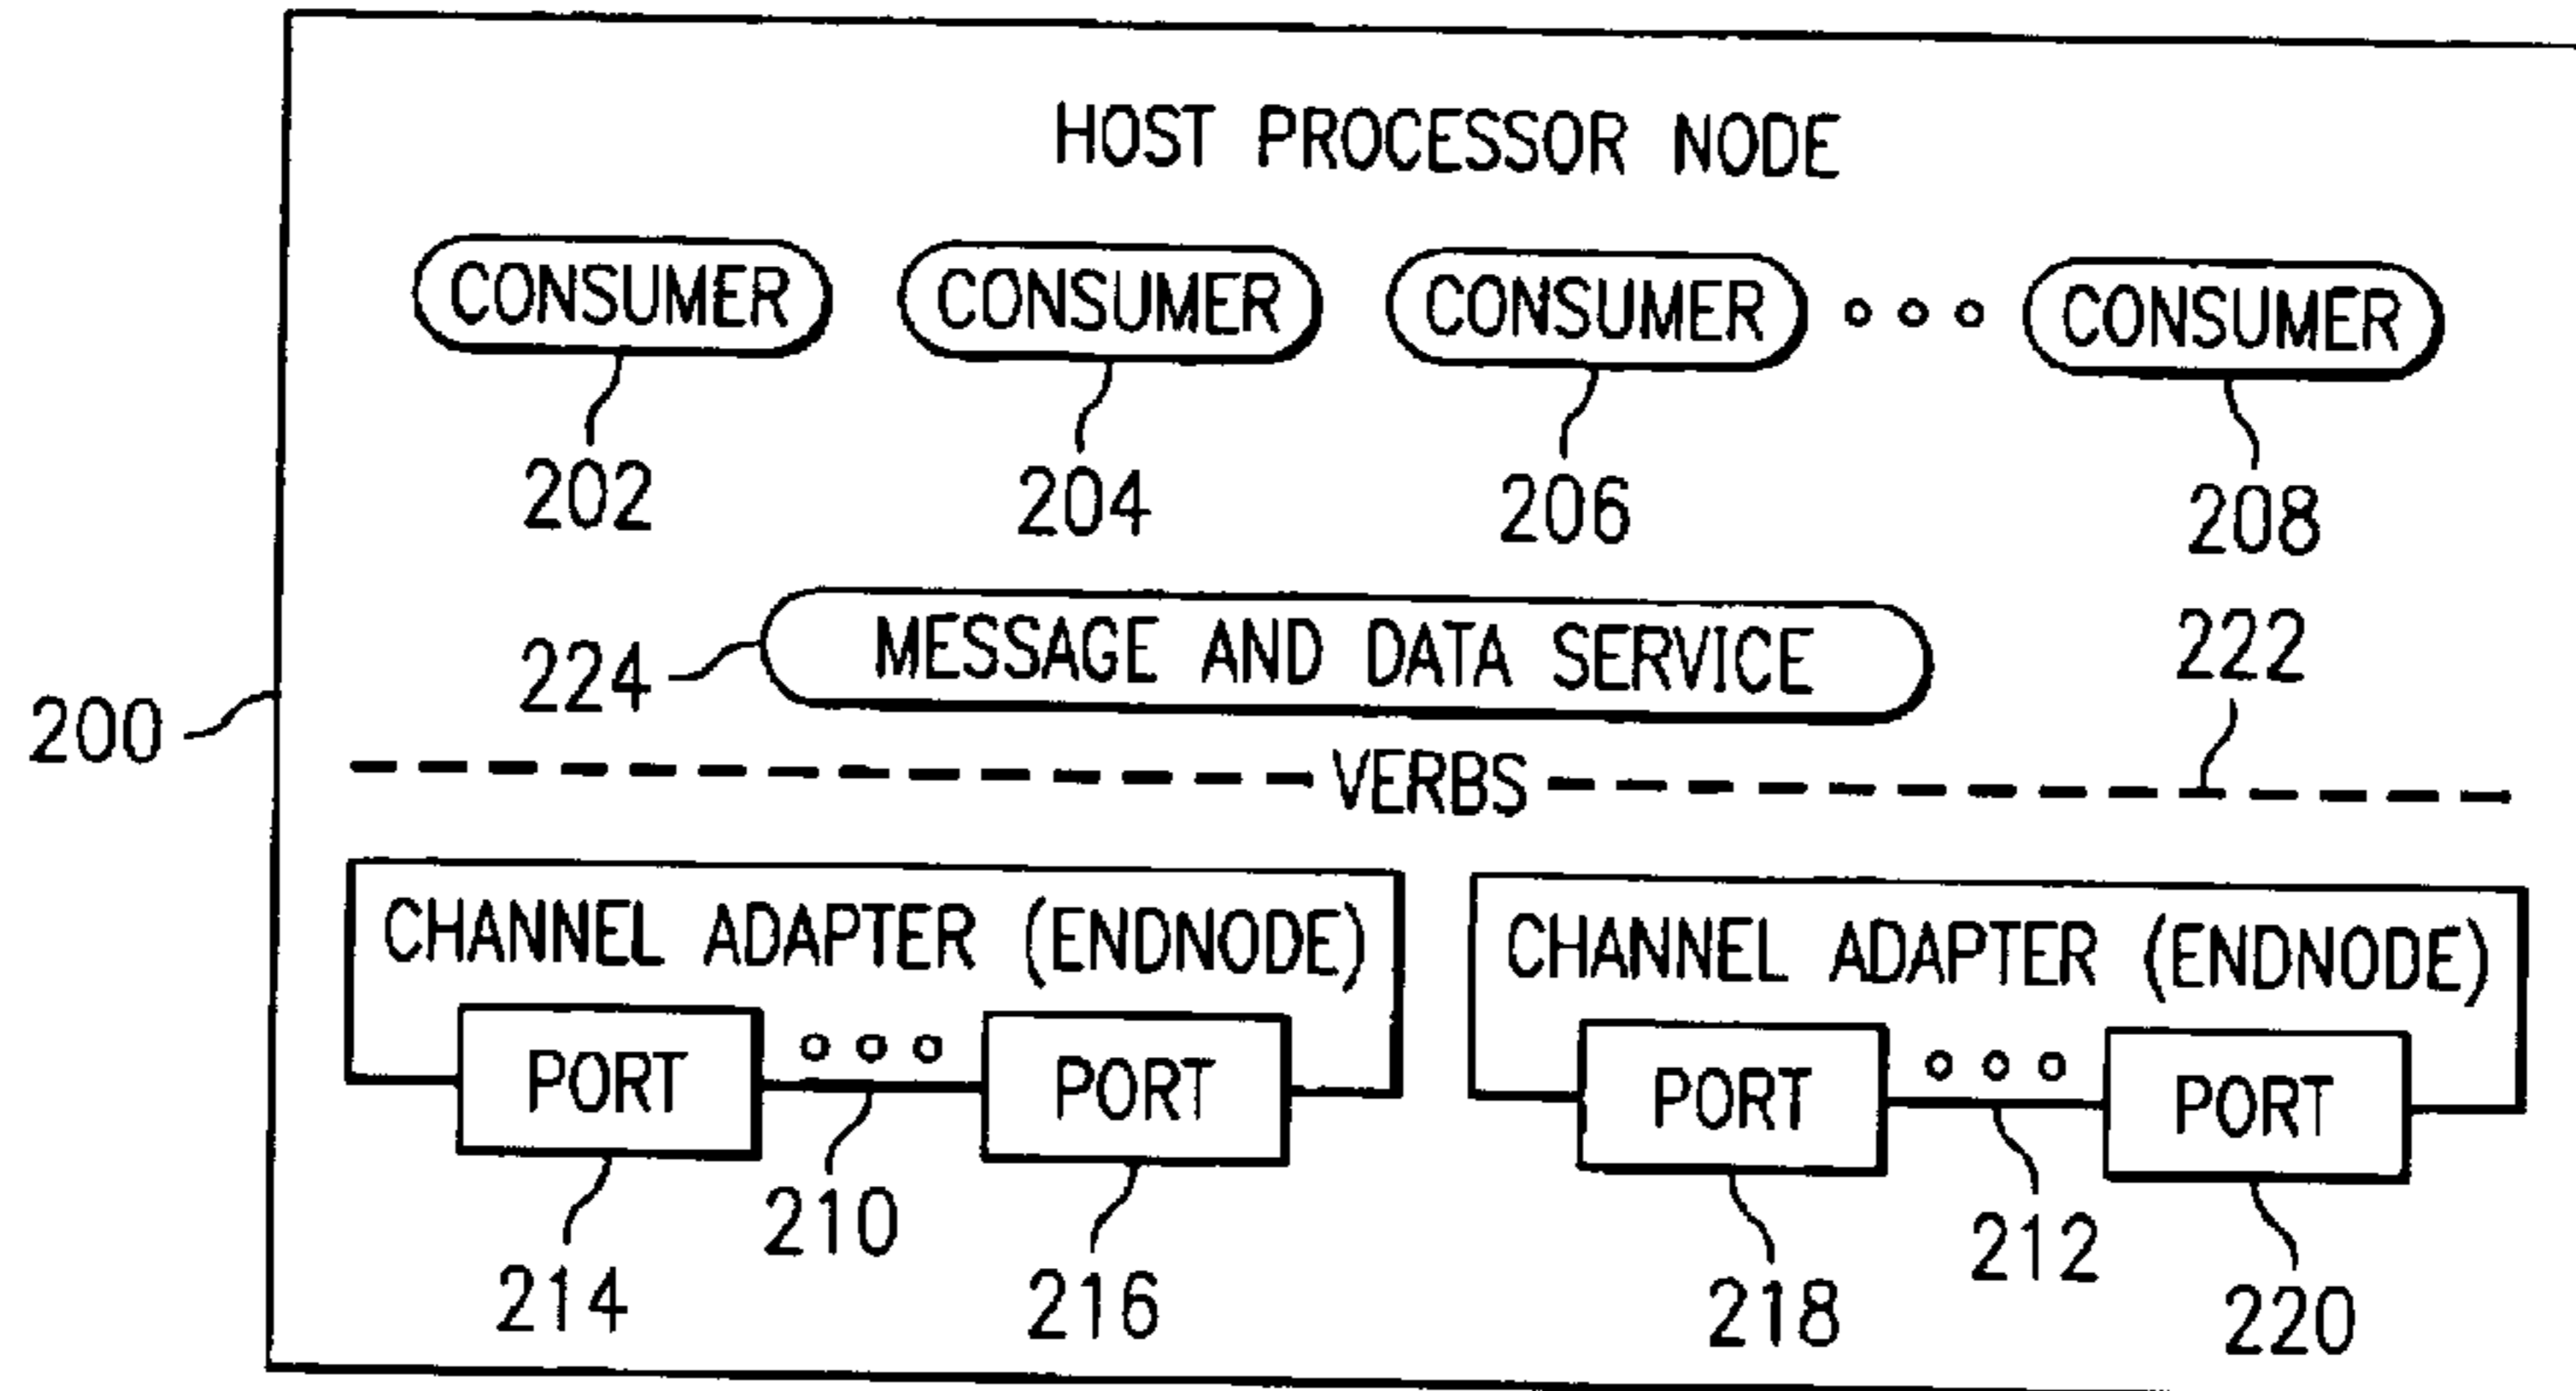 HOST PROCESSOR NODE
CONSUMER CONSUMER CONSUMER CONSUMER
202 204 206 208
224 MESSAGE AND DATA SERVICE 222
200
VERBS
CHANNEL ADAPTER (ENDNODE) CHANNEL ADAPTER (ENDNODE)
PORT PORT PORT PORT
214 210 216 218 212 220